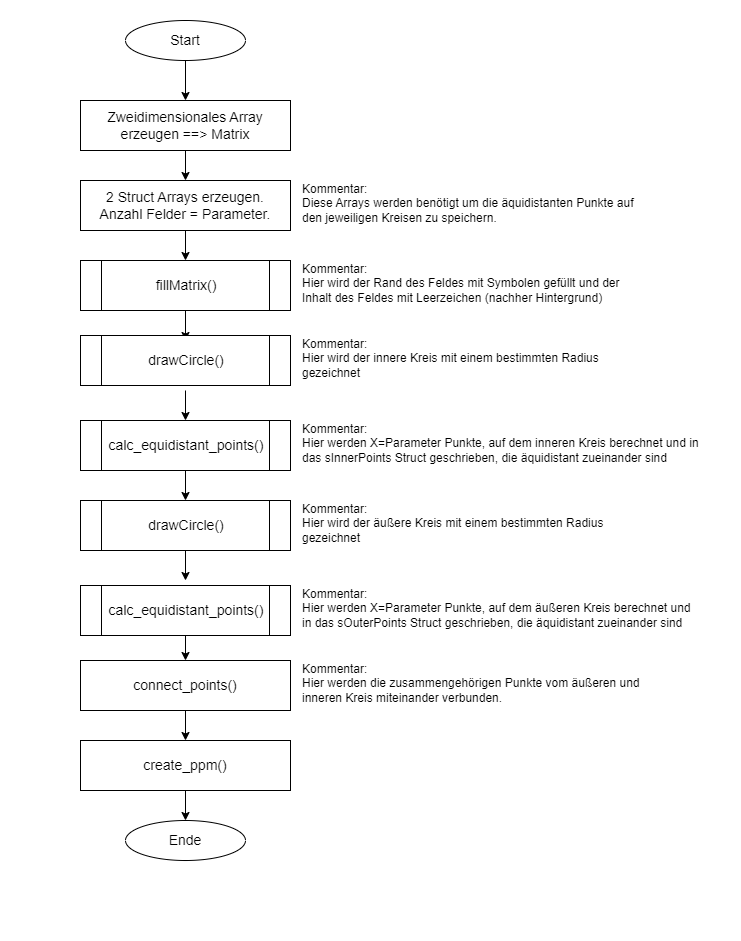 Start
Zweidimensionales Array
erzeugen ==> Matrix
2 Struct Arrays erzeugen.
Anzahl Felder = Parameter.
Kommentar:
Diese Arrays werden benötigt um die äquidistanten Punkte auf
den jeweiligen Kreisen zu speichern.
fillMatrix()
Kommentar:
Hier wird der Rand des Feldes mit Symbolen gefüllt und der
Inhalt des Feldes mit Leerzeichen (nachher Hintergrund)
drawCircle()
Kommentar:
Hier wird der innere Kreis mit einem bestimmten Radius
gezeichnet
calc_equidistant_points()
Kommentar:
Hier werden X=Parameter Punkte, auf dem inneren Kreis berechnet und in
das sInnerPoints Struct geschrieben, die äquidistant zueinander sind
drawCircle()
Kommentar:
Hier wird der äußere Kreis mit einem bestimmten Radius
gezeichnet
calc_equidistant_points()
Kommentar:
Hier werden X=Parameter Punkte, auf dem äußeren Kreis berechnet und
in das sOuterPoints Struct geschrieben, die äquidistant zueinander sind
connect_points()
Kommentar:
Hier werden die zusammengehörigen Punkte vom äußeren und
inneren Kreis miteinander verbunden.
create_ppm()
Ende